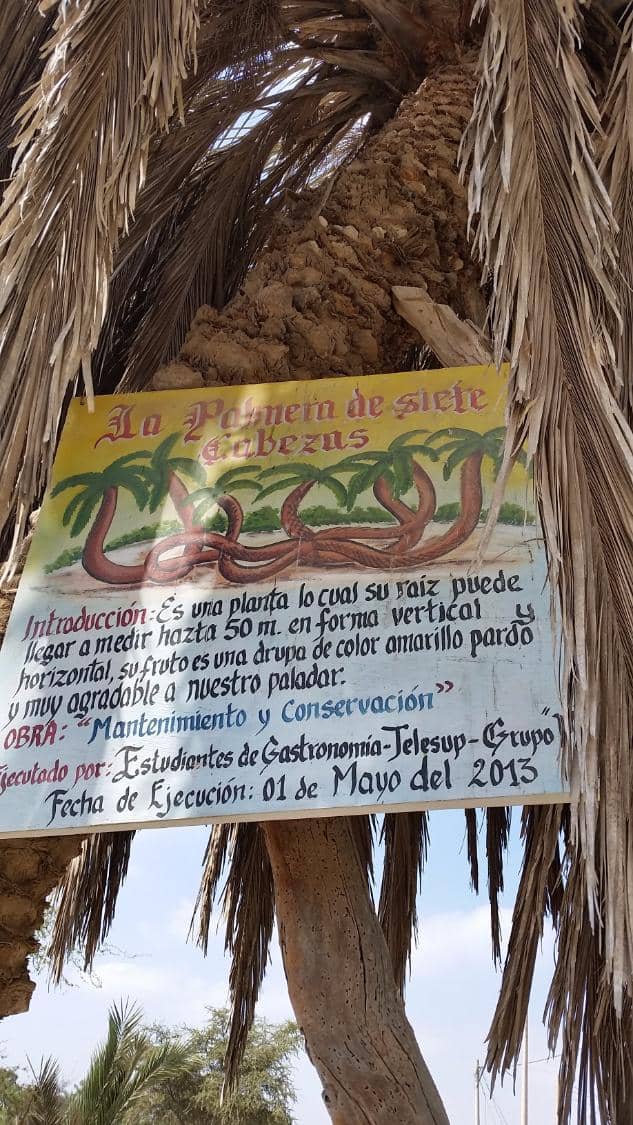 La Palmera de siete
Cabezas
Introducción:- Es una planta lo cual su raíz puede
llegar a medir hazta 50 m. en forma vertical y
horizontal, su fruto es una drupa de color amarillo pardo
y muy agradable a nuestro paladar.
OBRA: "Mantenimiento y Conservación"
Ejecutado por: Estudiantes de Gastronomía-Telesup-Grupo"
Fecha de Ejecución: 01 de Mayo del 2013